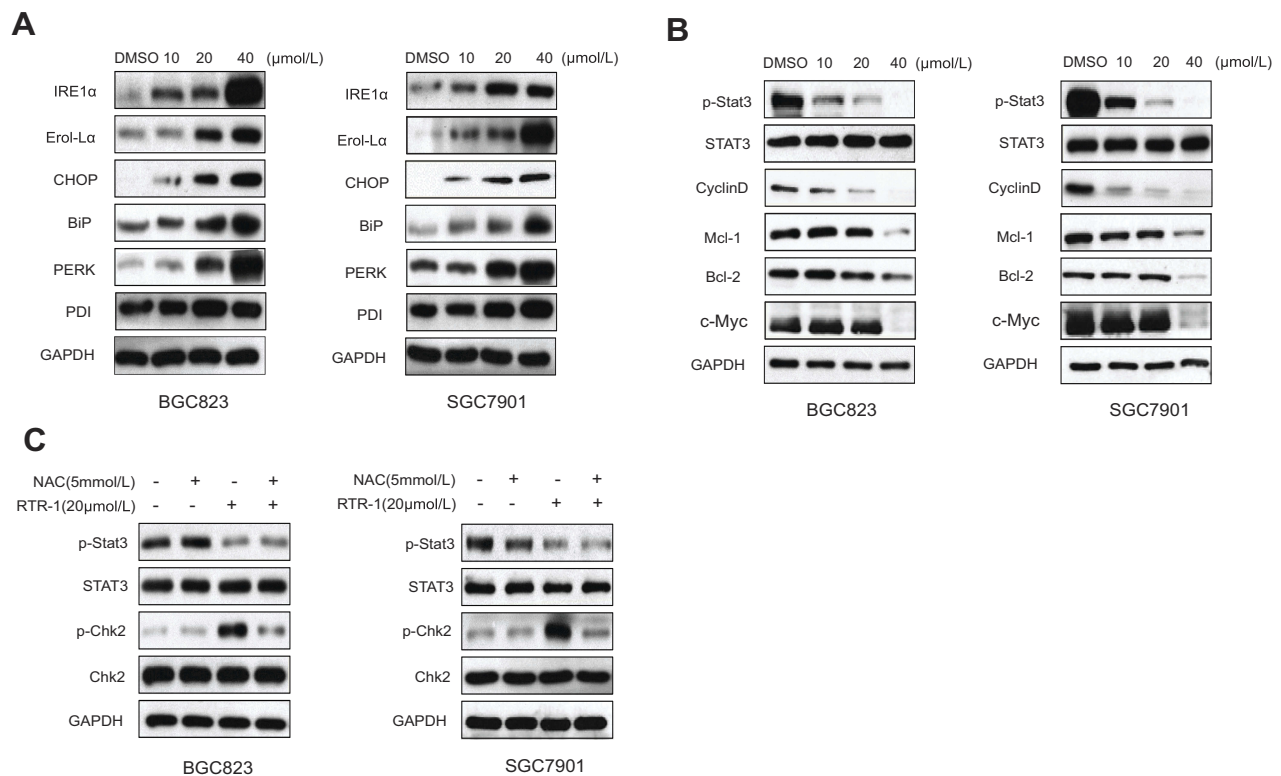 A
DMSO 10 20 40 (μmol/L)
IRE1α
Erol-Lα
CHOP
BiP
PERK
PDI
GAPDH
BGC823
DMSO 10 20 40 (μmol/L)
IRE1α
Erol-Lα
CHOP
BiP
PERK
PDI
GAPDH
SGC7901
B
DMSO 10 20 40 (μmol/L)
p-Stat3
STAT3
CyclinD
Mcl-1
Bcl-2
c-Myc
GAPDH
BGC823
DMSO 10 20 40 (μmol/L)
p-Stat3
STAT3
CyclinD
Mcl-1
Bcl-2
c-Myc
GAPDH
SGC7901
C
NAC(5mmol/L) - + - +
RTR-1(20μmol/L) - - + +
p-Stat3
STAT3
p-Chk2
Chk2
GAPDH
BGC823
NAC(5mmol/L) - + - +
RTR-1(20μmol/L) - - + +
p-Stat3
STAT3
p-Chk2
Chk2
GAPDH
SGC7901